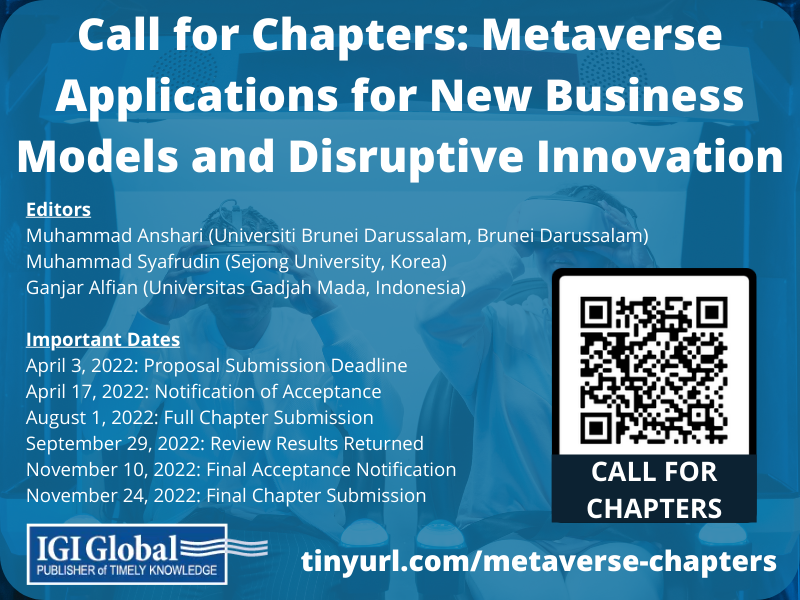 Call for Chapters: Metaverse
Applications for New Business
Models and Disruptive Innovation
Editors
Muhammad Anshari (Universiti Brunei Darussalam, Brunei Darussalam)
Muhammad Syafrudin (Sejong University, Korea)
Ganjar Alfian (Universitas Gadjah Mada, Indonesia)
Important Dates
April 3, 2022: Proposal Submission Deadline
April 17, 2022: Notification of Acceptance
August 1, 2022: Full Chapter Submission
September 29, 2022: Review Results Returned
November 10, 2022: Final Acceptance Notification
November 24, 2022: Final Chapter Submission
CALL FOR
CHAPTERS
IGI Global
PUBLISHER of TIMELY KNOWLEDGE
tinyurl.com/metaverse-chapters